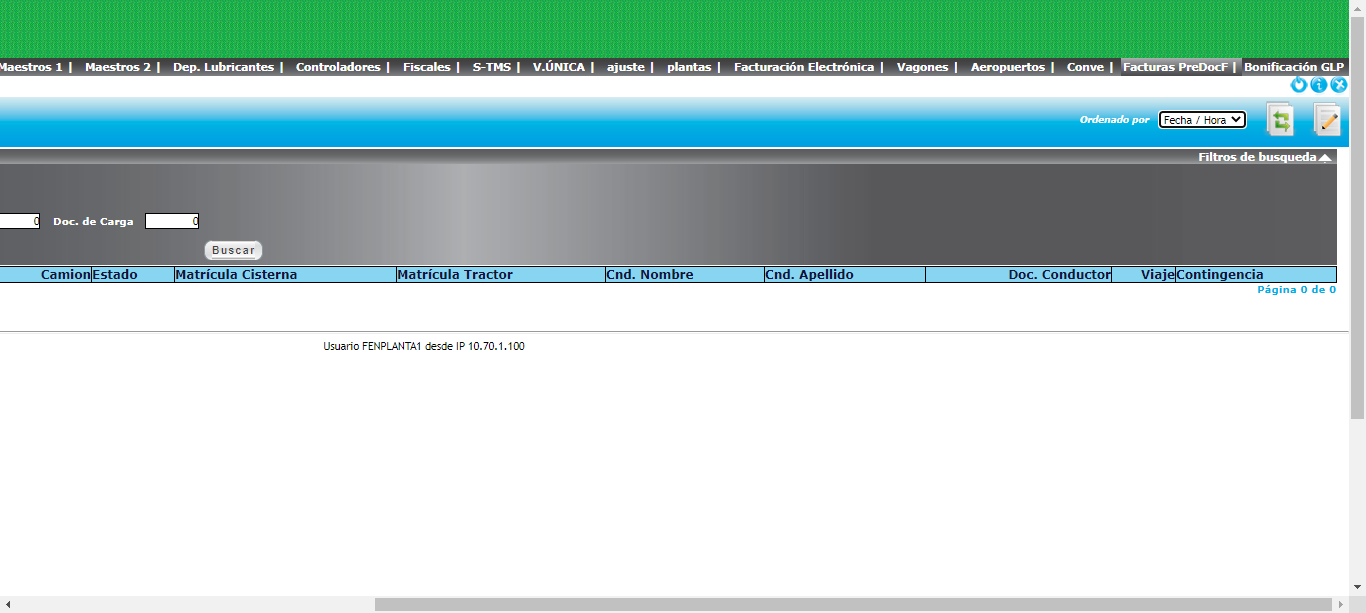 Maestros 1 | Maestros 2 | Dep. Lubricantes | Controladores | Fiscales | S-TMS | V.ÚNICA | ajuste | plantas | Facturación Electrónica | Vagones | Aeropuertos | Conve | Facturas PreDocF | Bonificación GLP
Ordenado por Fecha / Hora
Filtros de busqueda
0 Doc. de Carga 0
Buscar
Camion Estado Matrícula Cisterna Matrícula Tractor Cnd. Nombre Cnd. Apellido Doc. Conductor Viaje Contingencia
Página 0 de 0
Usuario FENPLANTA1 desde IP 10.70.1.100